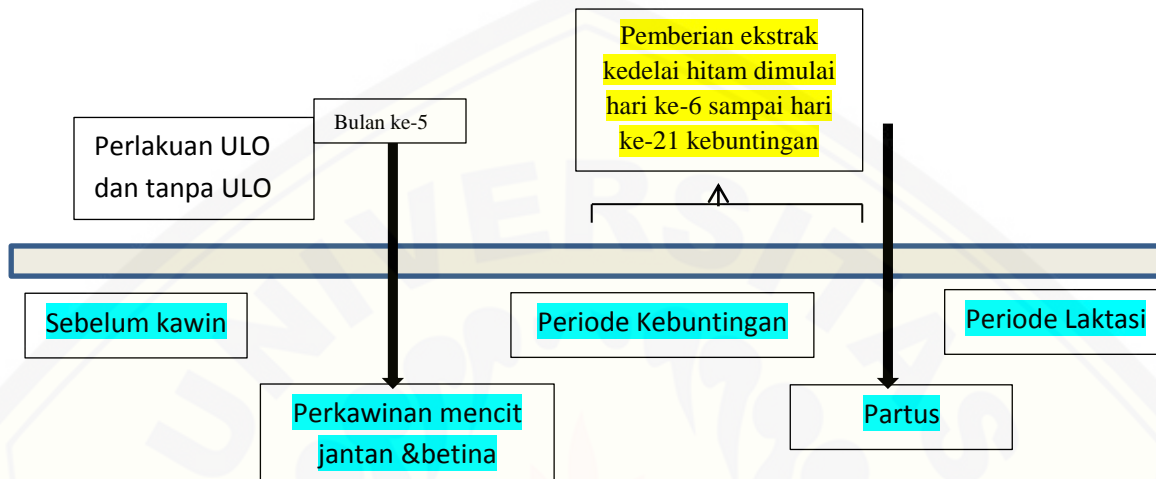 Pemberian ekstrak
kedelai hitam dimulai
hari ke-6 sampai hari
ke-21 kebuntingan
Bulan ke-5
Perlakuan ULO
dan tanpa ULO
Sebelum kawin
Periode Kebuntingan
Periode Laktasi
Perkawinan mencit
jantan &betina
Partus
UNIVERSITAS